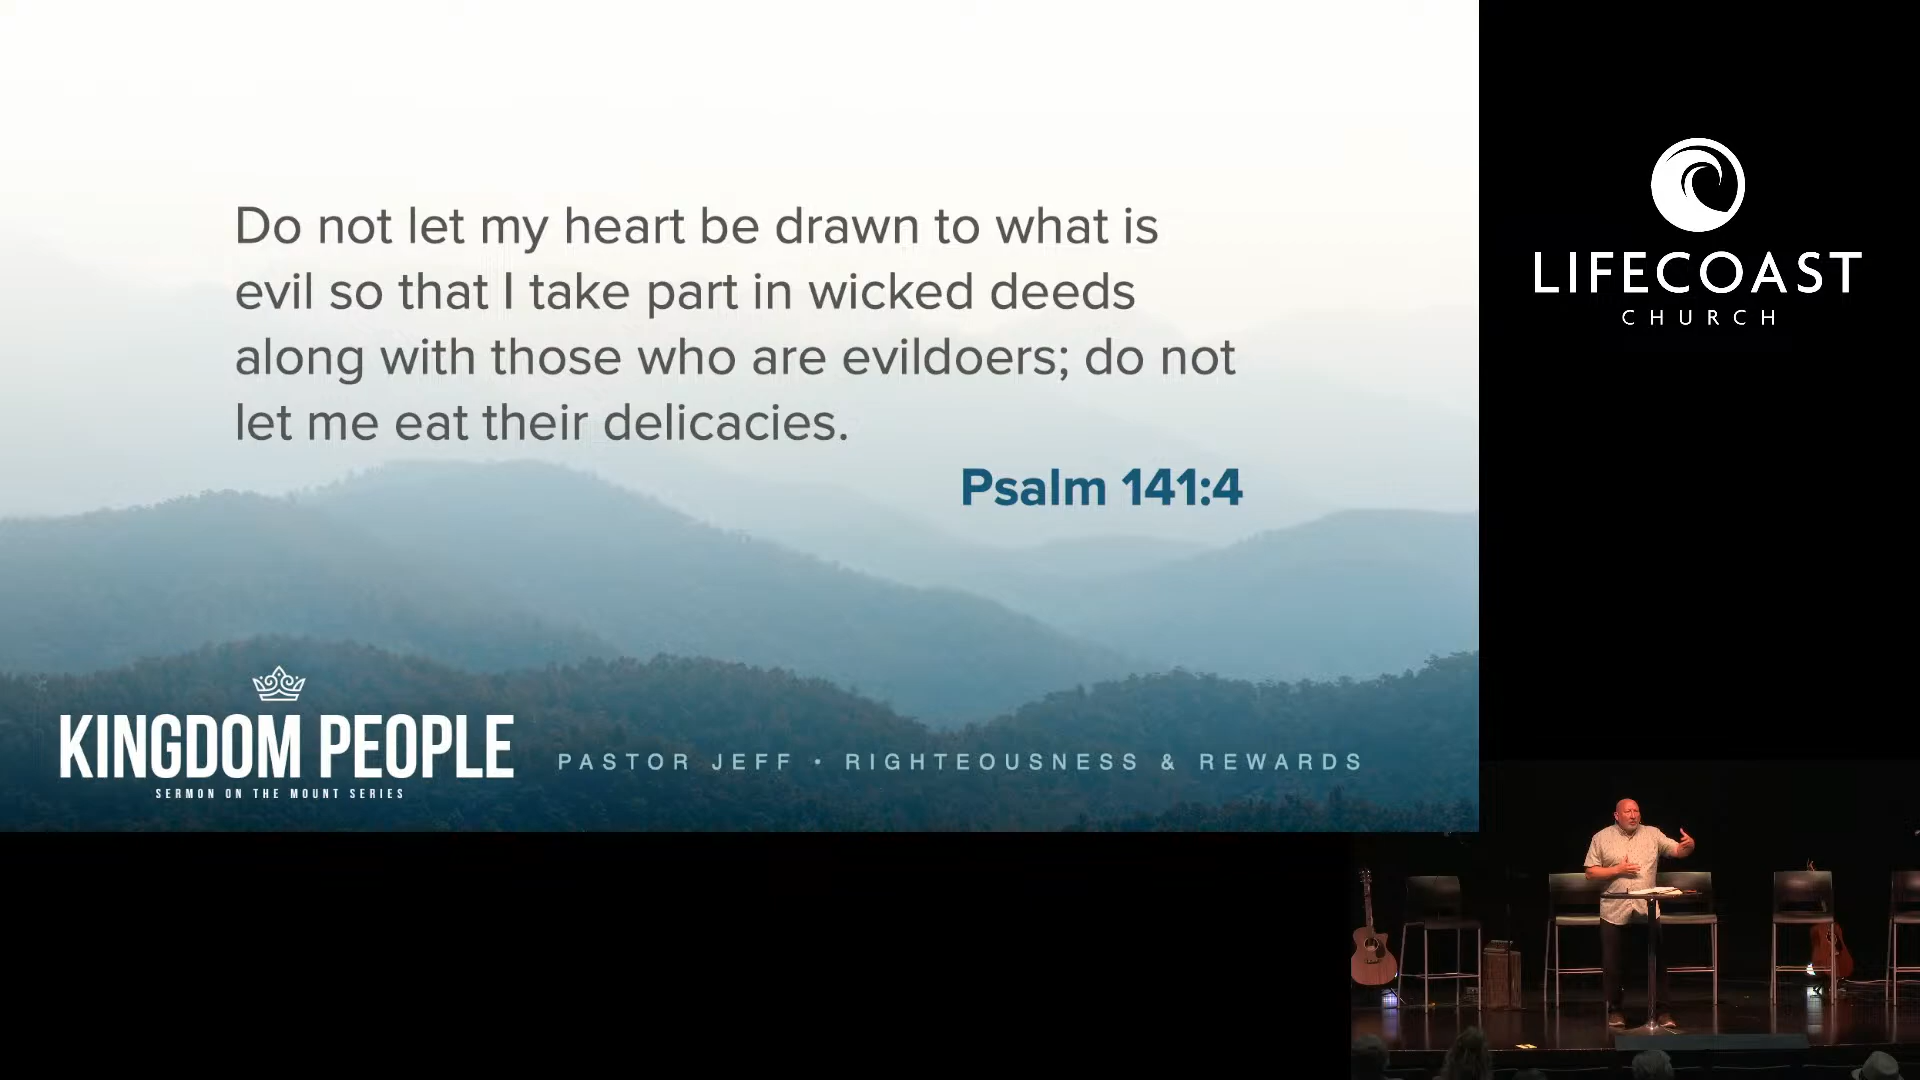 Do not let my heart be drawn to what is
evil so that I take part in wicked deeds
along with those who are evildoers; do not
let me eat their delicacies.
Psalm 141:4
KINGDOM PEOPLE
SERMON ON THE MOUNT SERIES
PASTOR JEFF • RIGHTEOUSNESS & REWARDS
LIFECOAST
CHURCH